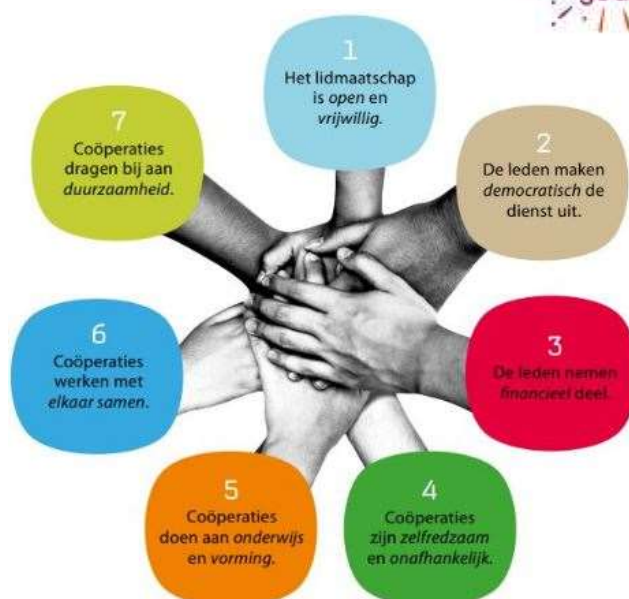 1
Het lidmaatschap
is open en
vrijwillig.
2
De leden maken
democratisch de
dienst uit.
3
De leden nemen
financieel deel.
4
Coöperaties
zijn zelfredzaam
en onafhankelijk.
5
Coöperaties
doen aan onderwijs
en vorming.
6
Coöperaties
werken met
elkaar samen.
7
Coöperaties
dragen bij aan
duurzaamheid.